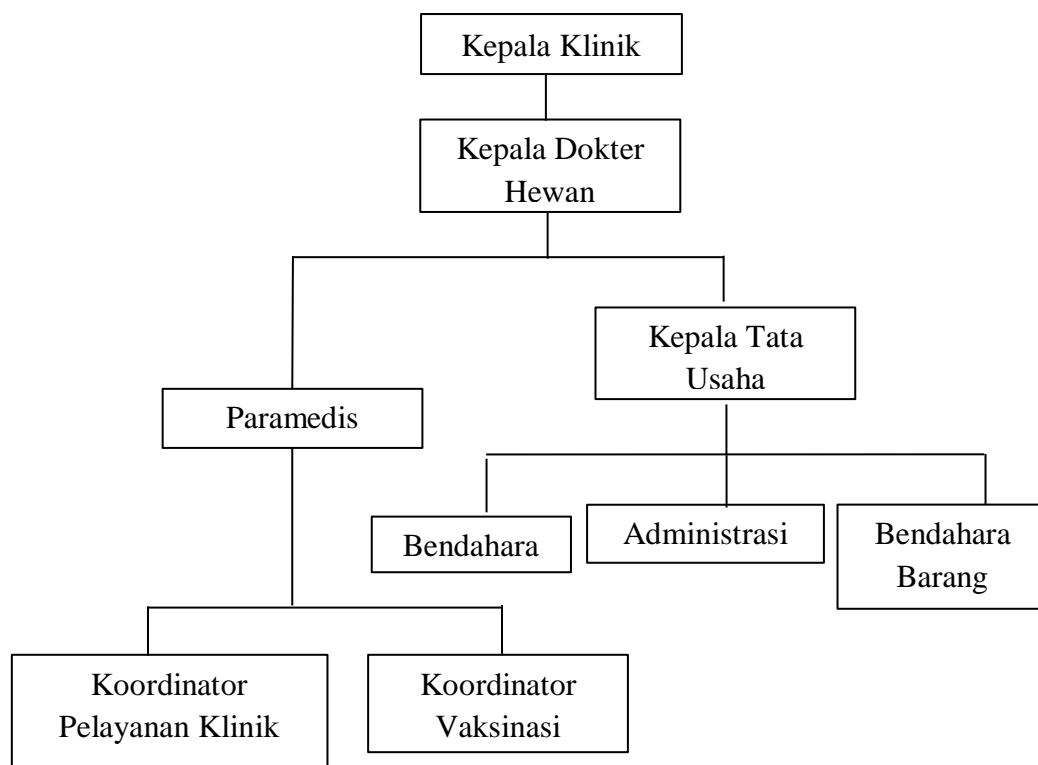 Kepala Klinik
Kepala Dokter
Hewan
Kepala Tata
Usaha
Paramedis
Bendahara
Administrasi
Bendahara
Barang
Koordinator
Pelayanan Klinik
Koordinator
Vaksinasi